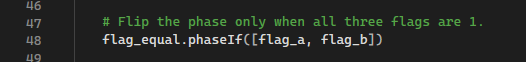 46
47 # Flip the phase only when all three flags are 1.
48 flag_equal.phaseIf([flag_a, flag_b])
49